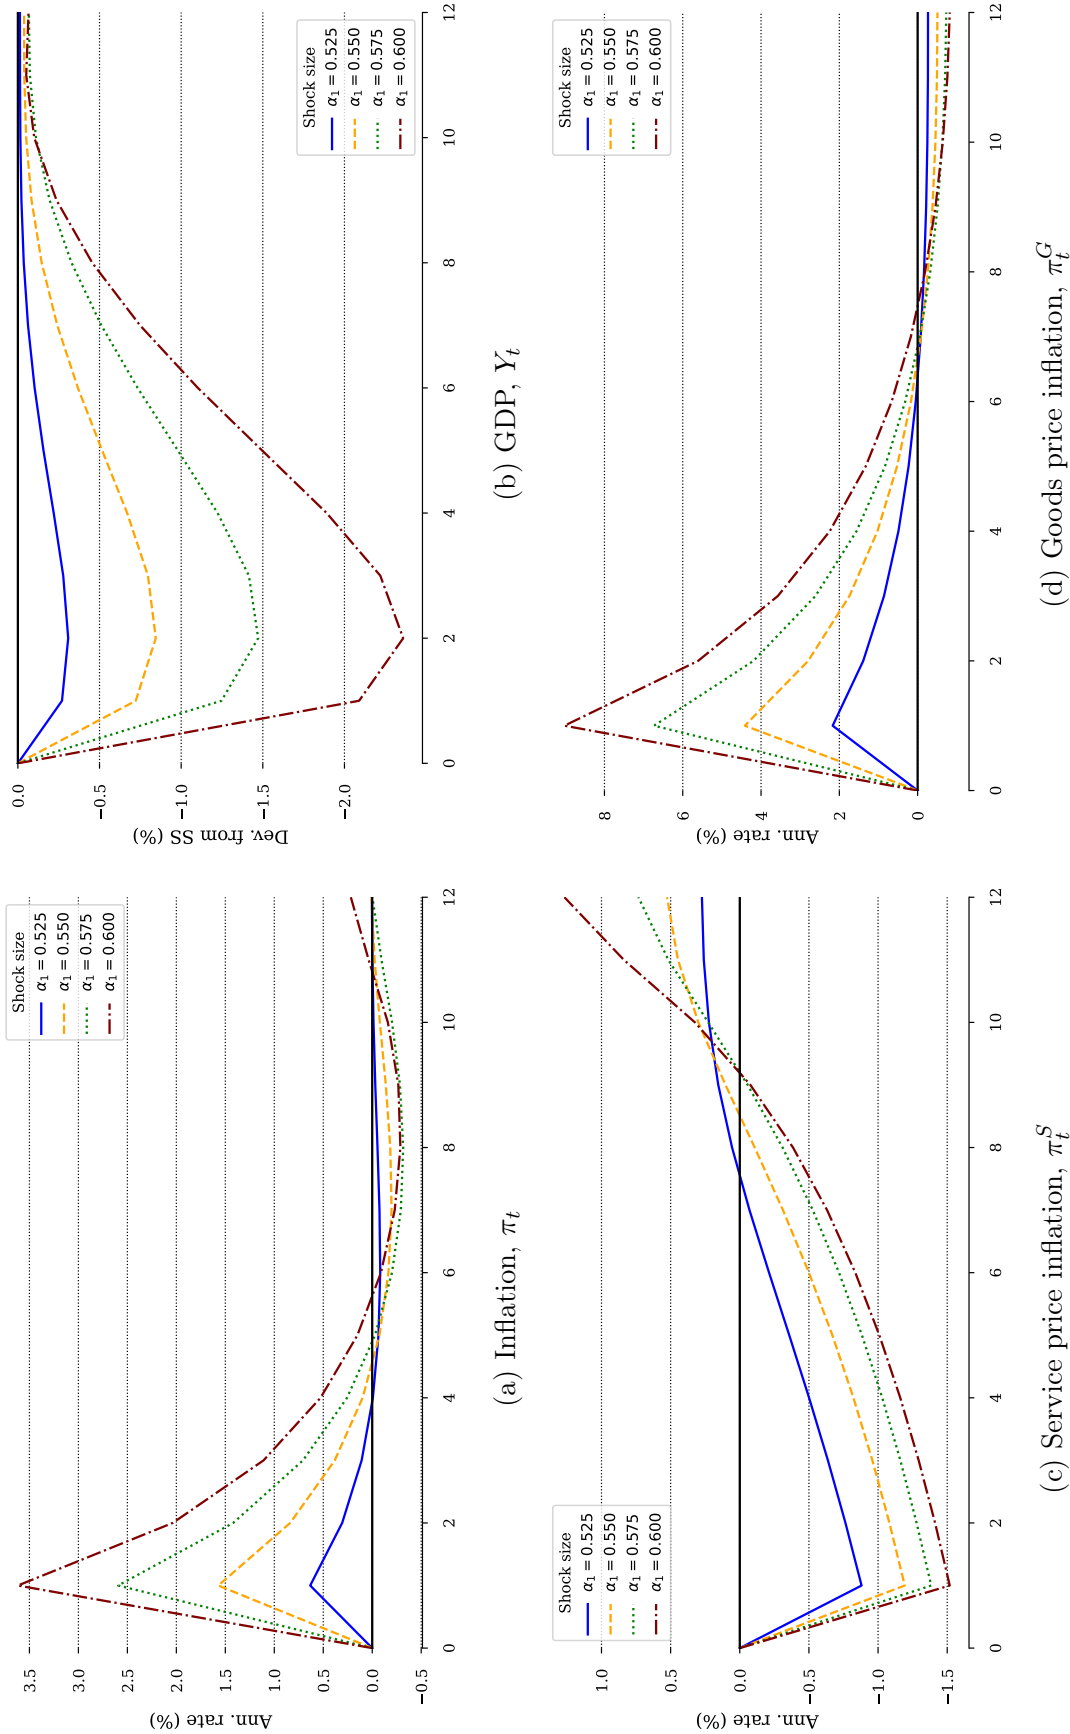 Ann. rate (%)
3.5
3.0
2.5
2.0
1.5
1.0
0.5
0.0
−0.5
0 2 4 6 8 10 12
Shock size
α1 = 0.525
α1 = 0.550
α1 = 0.575
α1 = 0.600
(a) Inflation, πt
Dev. from SS (%)
0.0
−0.5
−1.0
−1.5
−2.0
0 2 4 6 8 10 12
Shock size
α1 = 0.525
α1 = 0.550
α1 = 0.575
α1 = 0.600
(b) GDP, Yt
Ann. rate (%)
1.0
0.5
0.0
−0.5
−1.0
−1.5
0 2 4 6 8 10 12
Shock size
α1 = 0.525
α1 = 0.550
α1 = 0.575
α1 = 0.600
(c) Service price inflation, πtS
Ann. rate (%)
8
6
4
2
0
0 2 4 6 8 10 12
Shock size
α1 = 0.525
α1 = 0.550
α1 = 0.575
α1 = 0.600
(d) Goods price inflation, πtG